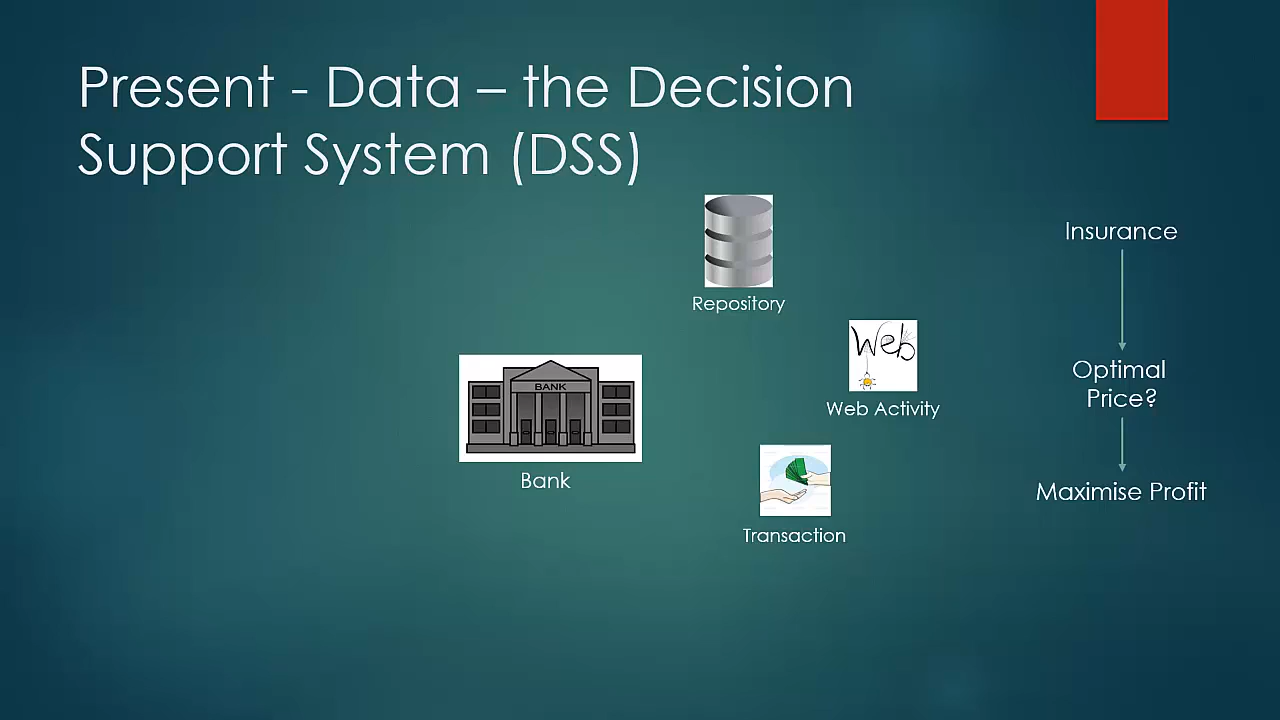 Present - Data – the Decision
Support System (DSS)
Repository
Web
Web Activity
BANK
Bank
Transaction
Insurance
Optimal
Price?
Maximise Profit